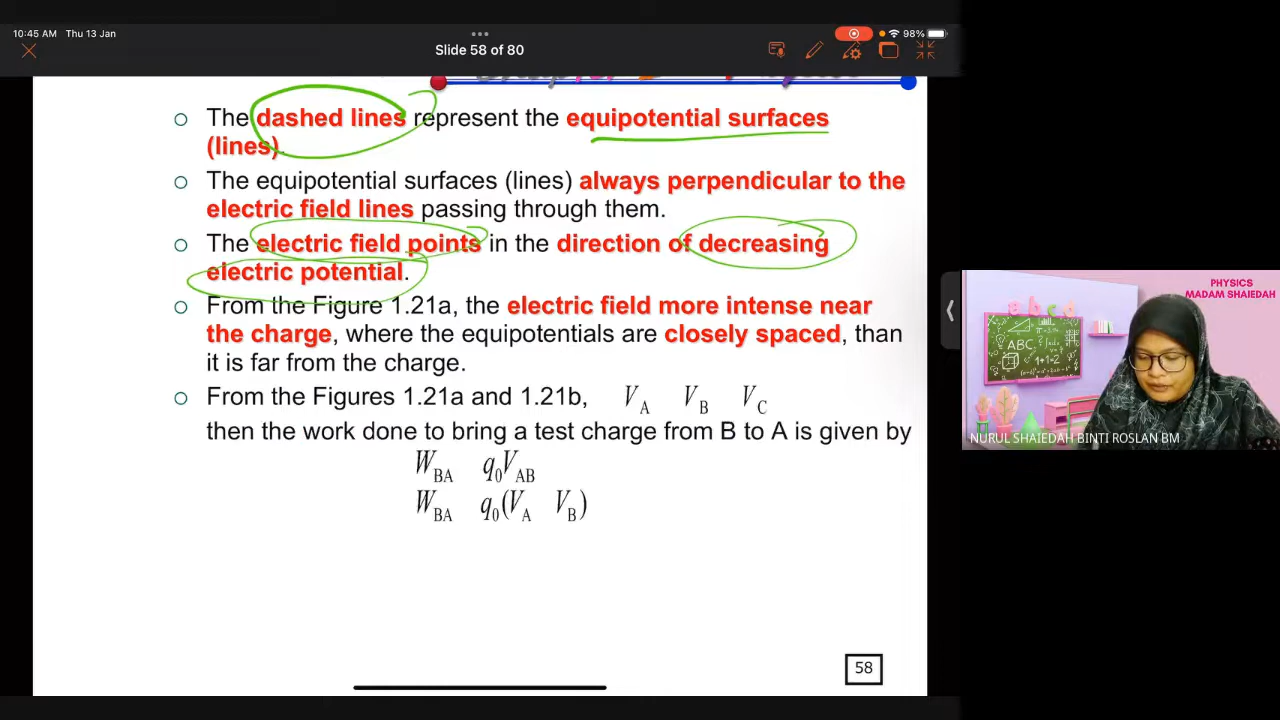 10:45 AM Thu 13 Jan
98%
Slide 58 of 80
The dashed lines represent the equipotential surfaces
(lines).
The equipotential surfaces (lines) always perpendicular to the
electric field lines passing through them.
The electric field points in the direction of decreasing
electric potential.
From the Figure 1.21a, the electric field more intense near
the charge, where the equipotentials are closely spaced, than
it is far from the charge.
From the Figures 1.21a and 1.21b, V_A V_B V_C
then the work done to bring a test charge from B to A is given by
W_BA q_0V_AB
W_BA q_0(V_A V_B)
58
PHYSICS
MADAM SHAIEDAH
a b c d
ABC
1+1=2
NURUL SHAIEDAH BINTI ROSLAN BM